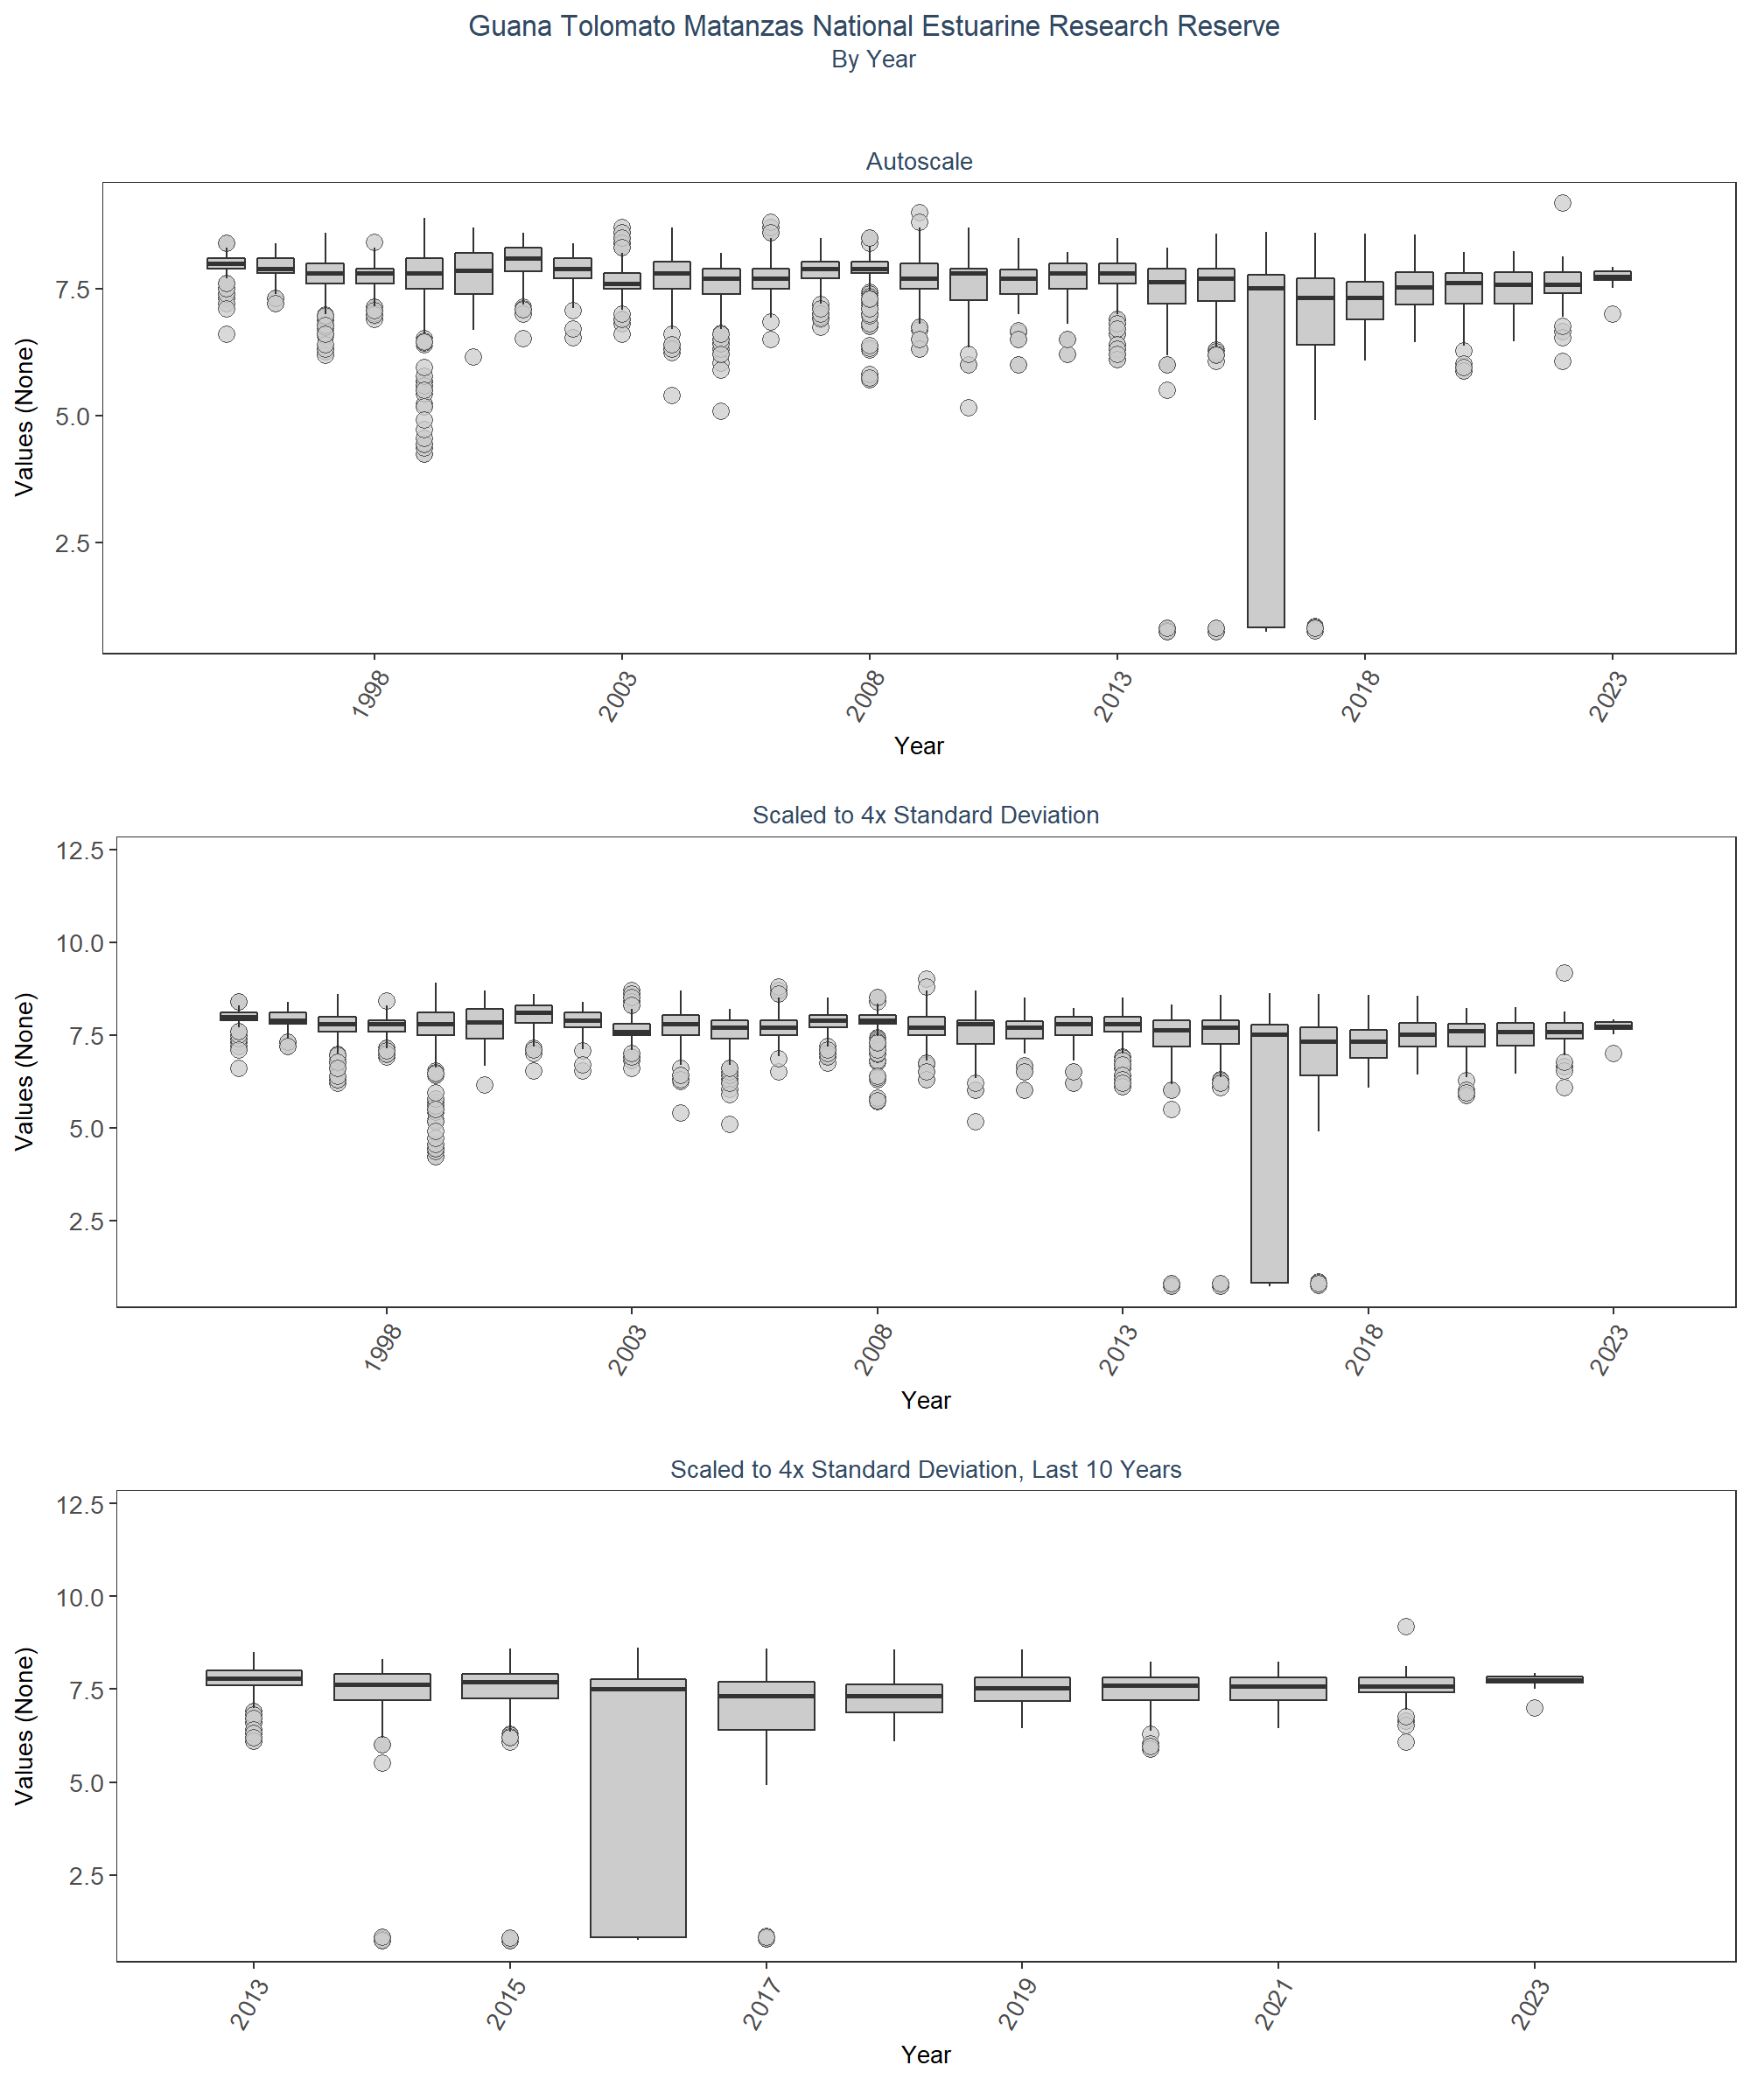 Guana Tolomato Matanzas National Estuarine Research Reserve
By Year
Autoscale
Values (None)
7.5
5.0
2.5
1998
2003
2008
2013
2018
2023
Year
Scaled to 4x Standard Deviation
Values (None)
12.5
10.0
7.5
5.0
2.5
1998
2003
2008
2013
2018
2023
Year
Scaled to 4x Standard Deviation, Last 10 Years
Values (None)
12.5
10.0
7.5
5.0
2.5
2013
2015
2017
2019
2021
2023
Year